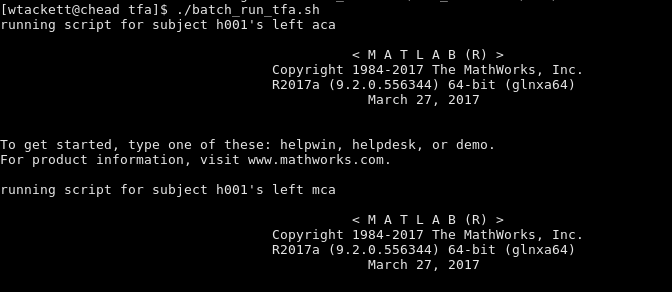 [wtackett@chead tfa]$ ./batch_run_tfa.sh
running script for subject h001's left aca
< M A T L A B (R) >
Copyright 1984-2017 The MathWorks, Inc.
R2017a (9.2.0.556344) 64-bit (glnxa64)
March 27, 2017
To get started, type one of these: helpwin, helpdesk, or demo.
For product information, visit www.mathworks.com.
running script for subject h001's left mca
< M A T L A B (R) >
Copyright 1984-2017 The MathWorks, Inc.
R2017a (9.2.0.556344) 64-bit (glnxa64)
March 27, 2017